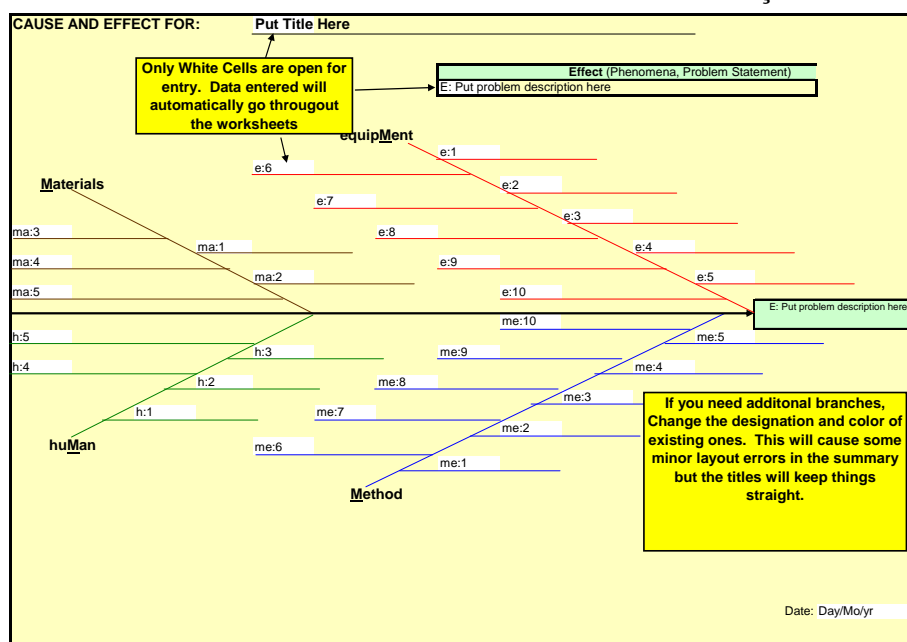 CAUSE AND EFFECT FOR: Put Title Here
Only White Cells are open for
entry. Data entered will
automatically go througout
the worksheets
Effect (Phenomena, Problem Statement)
E: Put problem description here
equipMent
e:1
e:6
e:2
Materials
e:7
e:3
ma:3
e:8
ma:1
e:4
ma:4
e:9
ma:2
e:5
ma:5
e:10
E: Put problem description here
me:10
h:5
me:5
h:3
me:9
h:4
me:4
h:2
me:8
me:3
h:1
me:7
me:2
huMan
me:6
me:1
Method
If you need additonal branches,
Change the designation and color of
existing ones. This will cause some
minor layout errors in the summary
but the titles will keep things
straight.
Date: Day/Mo/yr